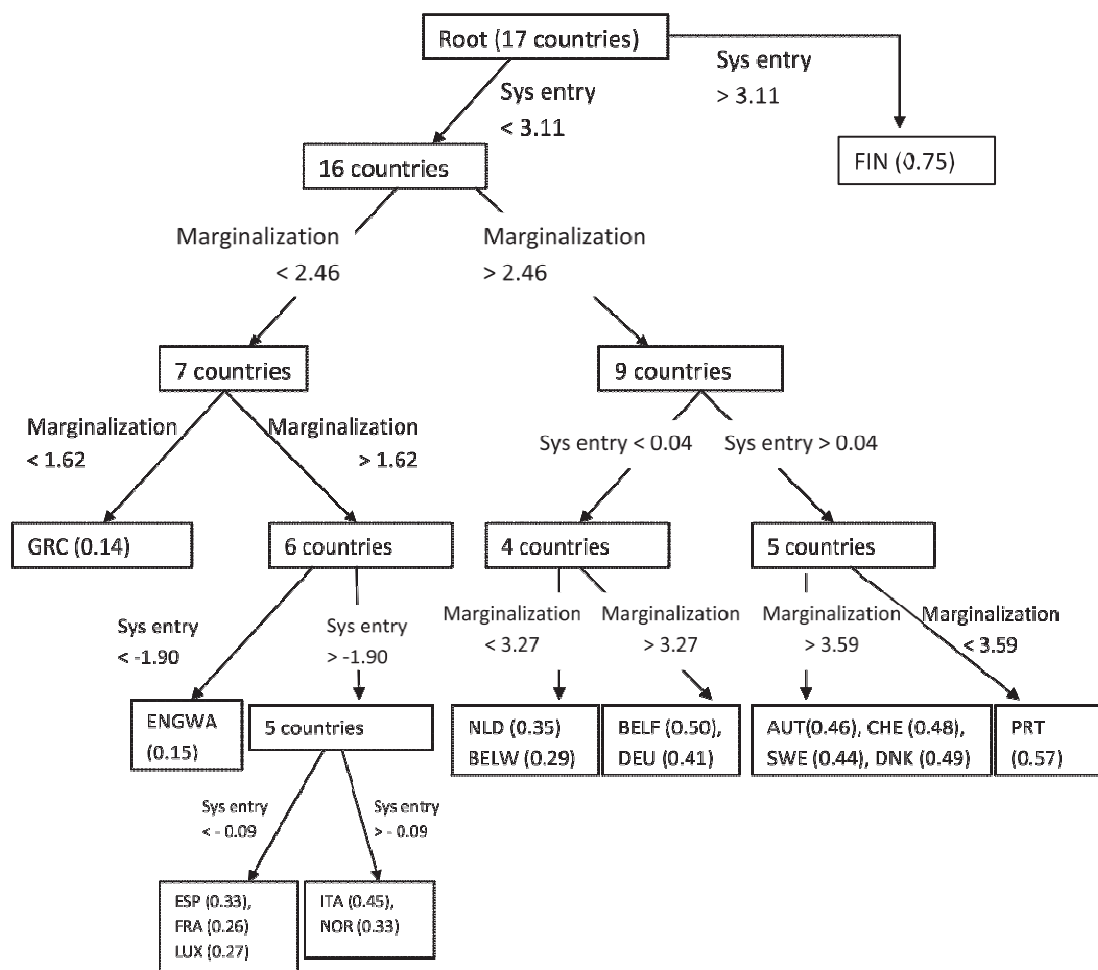 Root (17 countries)
Sys entry
> 3.11
Sys entry
< 3.11
FIN (0.75)
16 countries
Marginalization
< 2.46
Marginalization
> 2.46
7 countries
9 countries
Marginalization
< 1.62
Marginalization
> 1.62
Sys entry < 0.04
Sys entry > 0.04
GRC (0.14)
6 countries
4 countries
5 countries
Sys entry
< -1.90
Sys entry
> -1.90
Marginalization
< 3.27
Marginalization
> 3.27
Marginalization
> 3.59
Marginalization
< 3.59
ENGWA
(0.15)
5 countries
NLD (0.35)
BELW (0.29)
BELF (0.50),
DEU (0.41)
AUT(0.46), CHE (0.48),
SWE (0.44), DNK (0.49)
PRT
(0.57)
Sys entry
< - 0.09
Sys entry
> - 0.09
ESP (0.33),
FRA (0.26)
LUX (0.27)
ITA (0.45),
NOR (0.33)